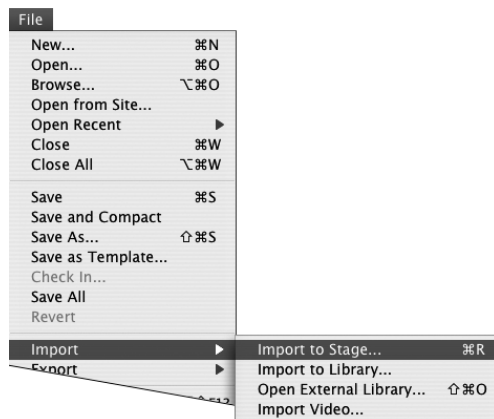 File
New... ⌘N
Open... ⌘O
Browse... ⌥⌘O
Open from Site...
Open Recent ▶
Close ⌘W
Close All ⌥⌘W
Save ⌘S
Save and Compact
Save As... ⇧⌘S
Save as Template...
Check In...
Save All
Revert
Import ▶ Import to Stage... ⌘R
Export ▶ Import to Library...
Open External Library... ⇧⌘O
Import Video...